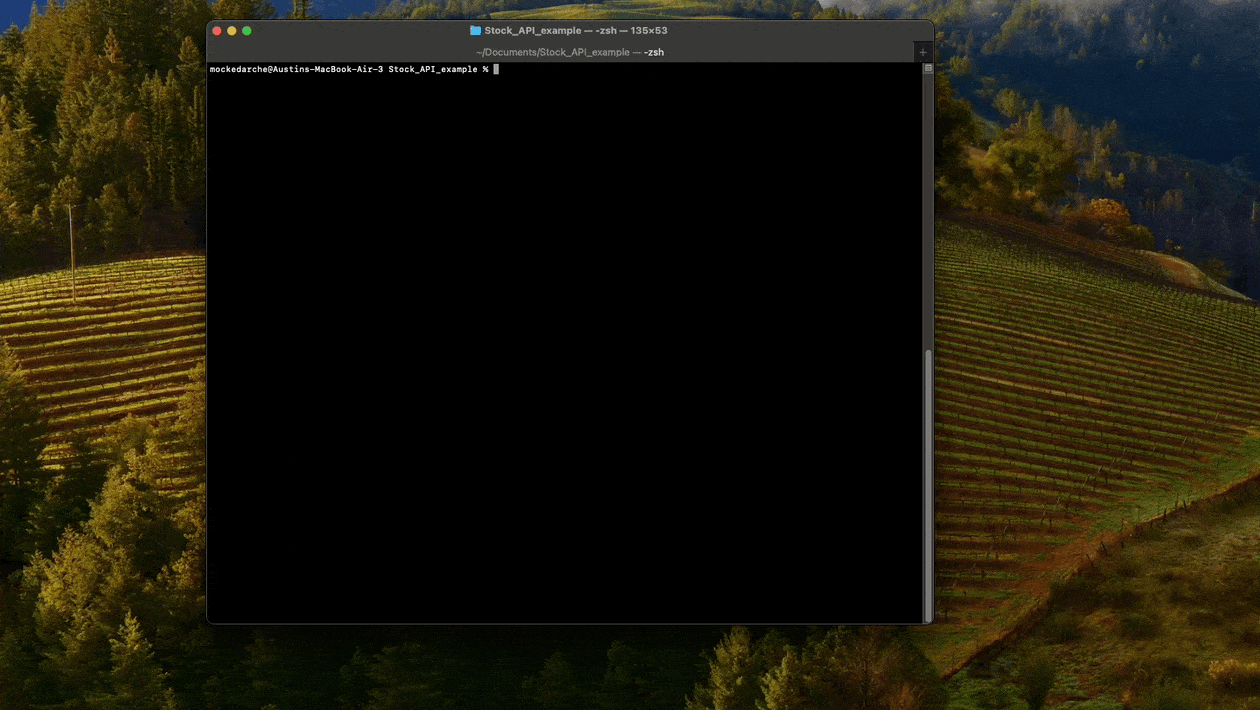 Stock_API_example — -zsh — 135×53
~/Documents/Stock_API_example — -zsh
mockedarche@Austins-MacBook-Air-3 Stock_API_example %